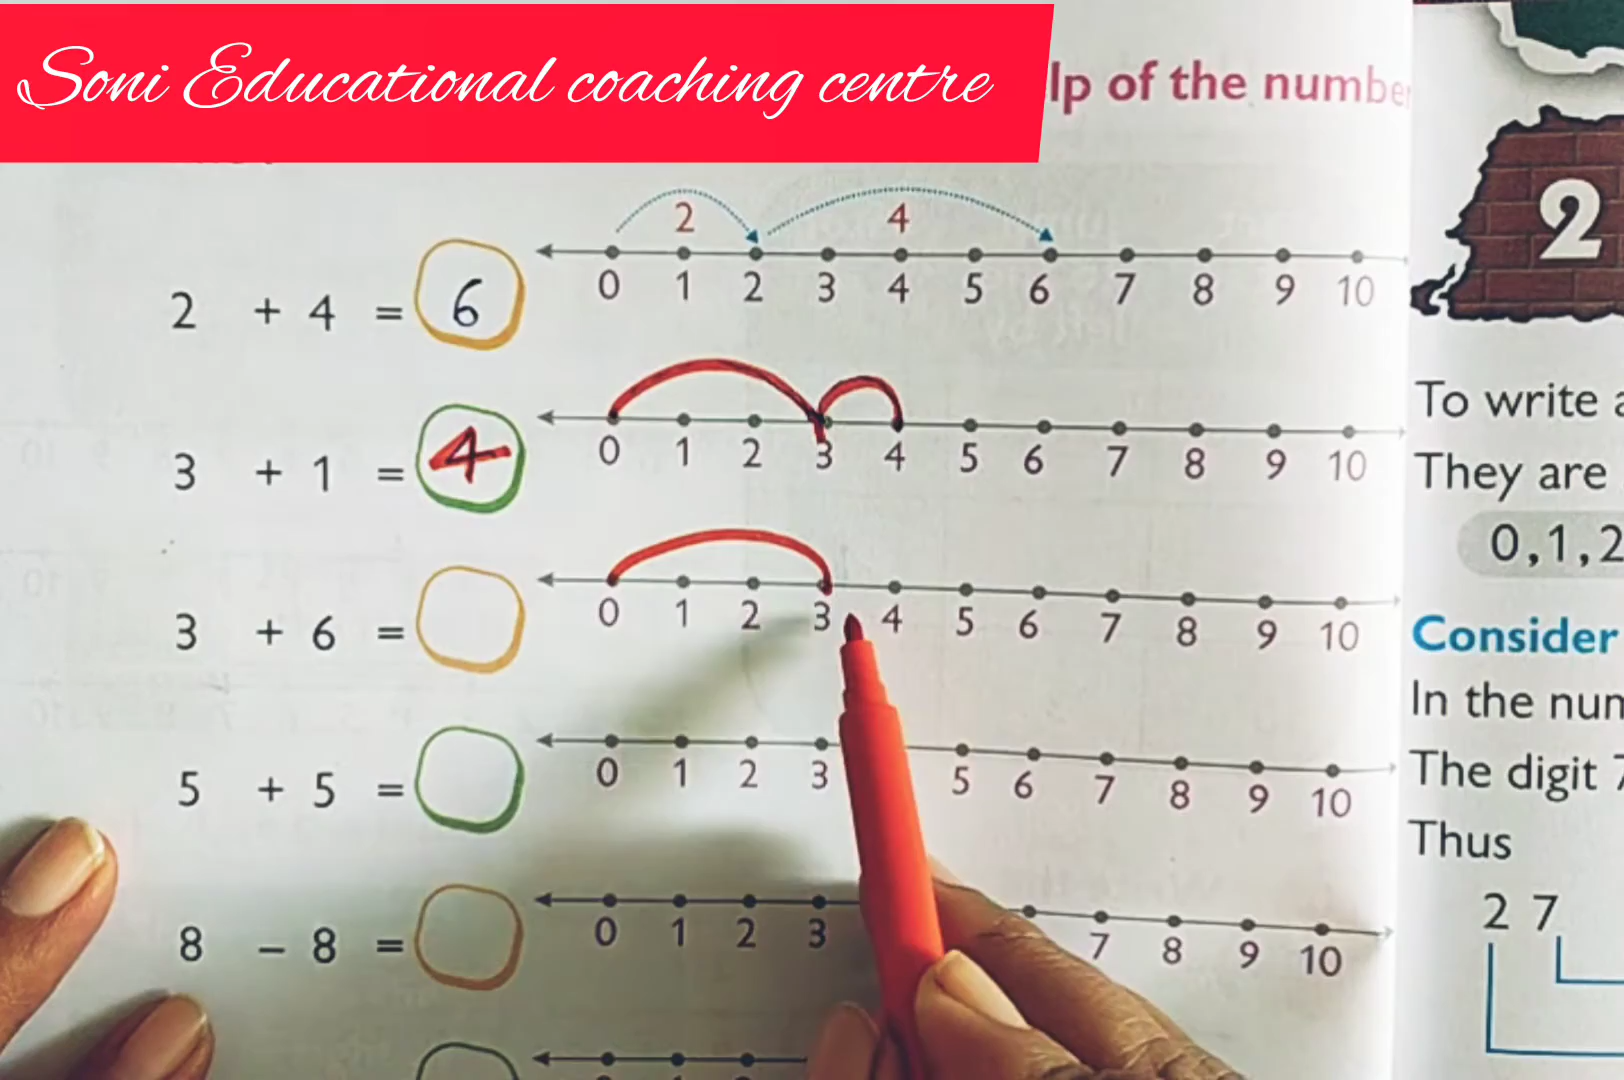 Soni Educational coaching centre
lp of the number
2 4
0 1 2 3 4 5 6 7 8 9 10
2 + 4 = 6
0 1 2 3 4 5 6 7 8 9 10
3 + 1 = 4
0 1 2 3 4 5 6 7 8 9 10
3 + 6 =
0 1 2 3 5 6 7 8 9 10
5 + 5 =
0 1 2 3 7 8 9 10
8 − 8 =
2
To write a
They are
0,1,2
Consider
In the num
The digit 7
Thus
2 7